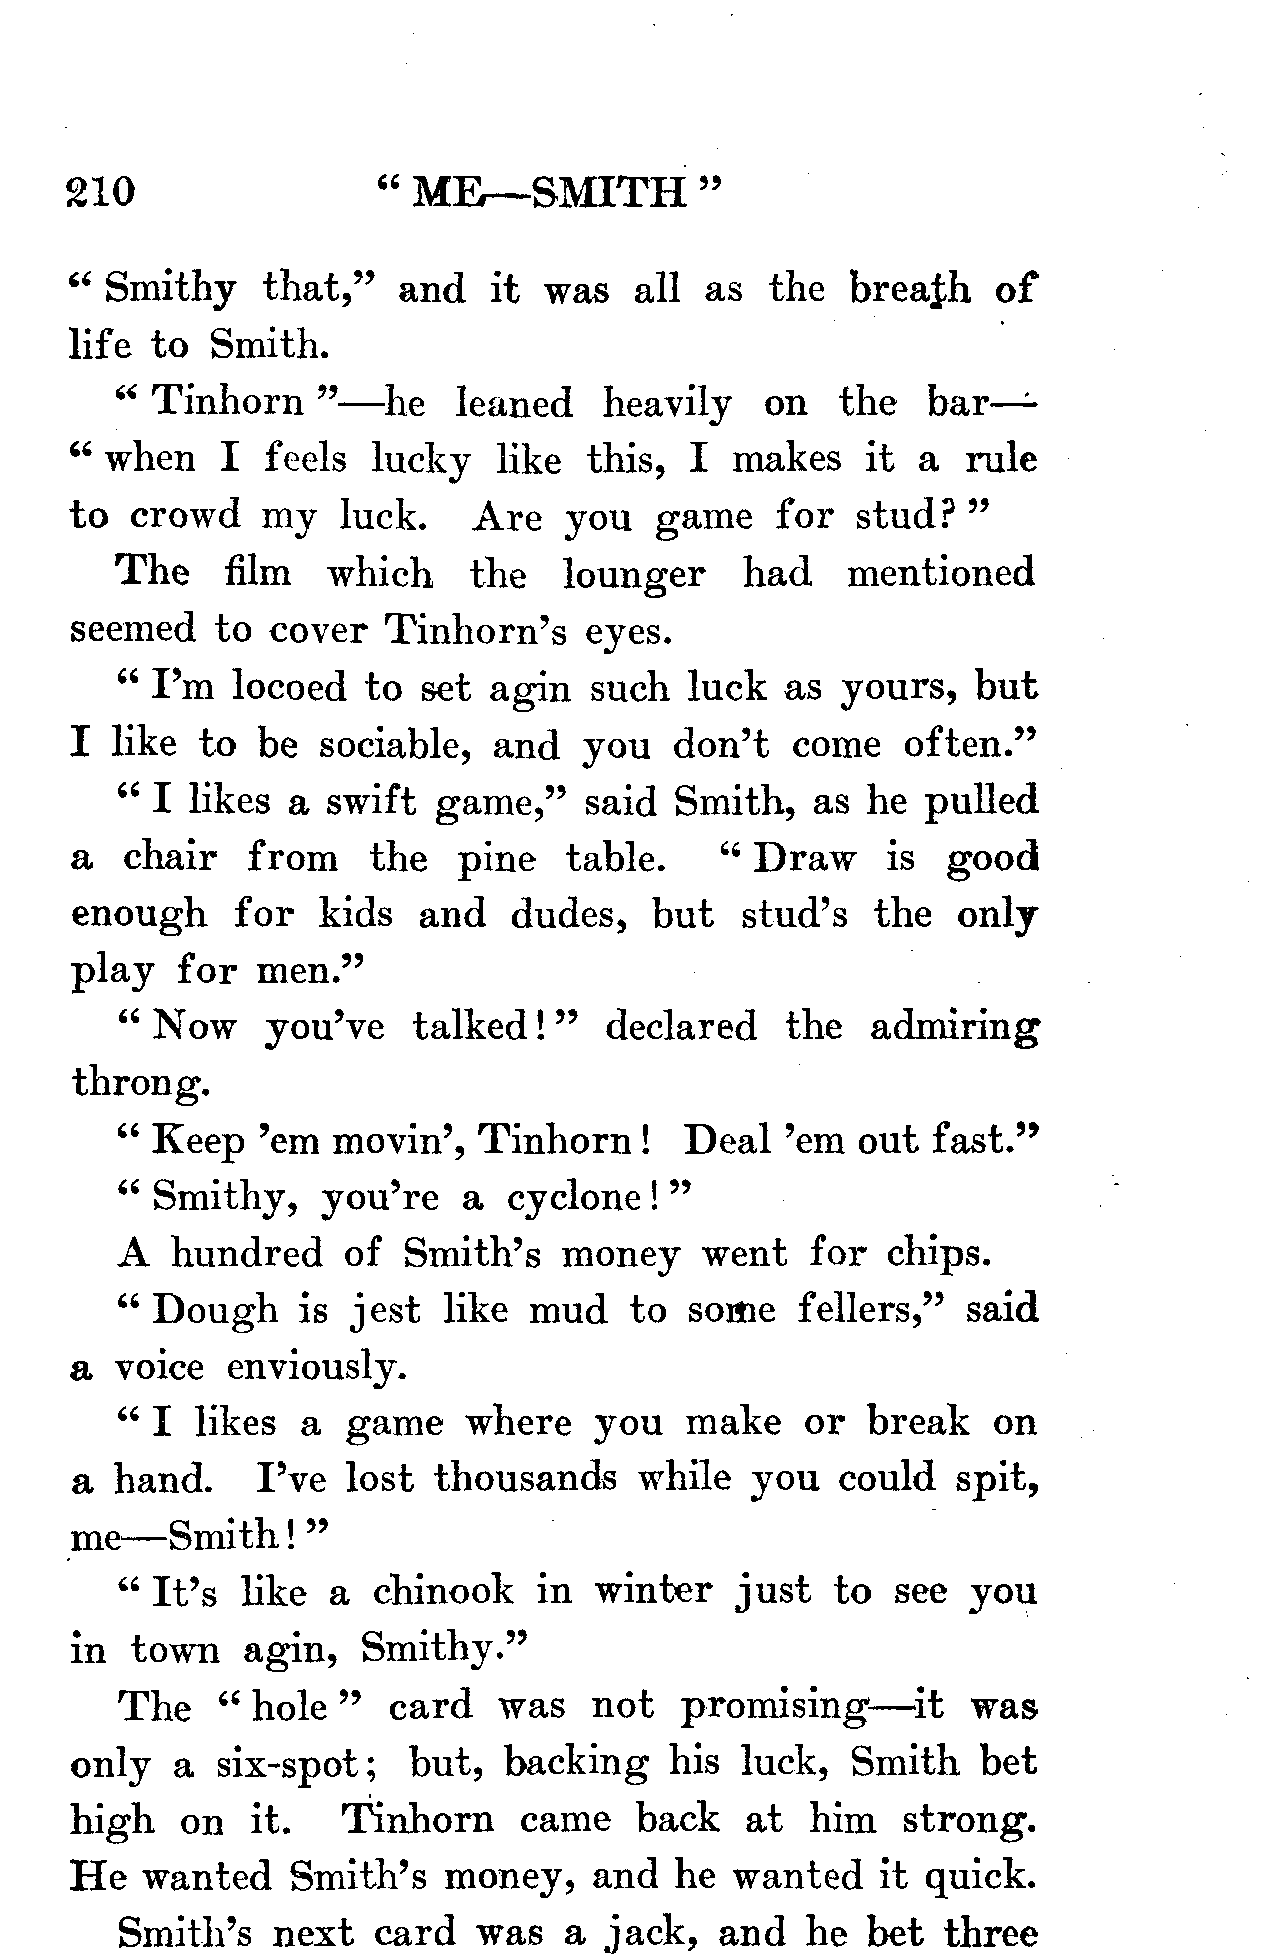 210 “ ME—SMITH ”
“ Smithy that,” and it was all as the breath of
life to Smith.
“ Tinhorn ”—he leaned heavily on the bar—
“ when I feels lucky like this, I makes it a rule
to crowd my luck. Are you game for stud? ”
The film which the lounger had mentioned
seemed to cover Tinhorn’s eyes.
“ I’m locoed to set agin such luck as yours, but
I like to be sociable, and you don’t come often.”
“ I likes a swift game,” said Smith, as he pulled
a chair from the pine table. “ Draw is good
enough for kids and dudes, but stud’s the only
play for men.”
“ Now you’ve talked! ” declared the admiring
throng.
“ Keep ’em movin’, Tinhorn! Deal ’em out fast.”
“ Smithy, you’re a cyclone! ”
A hundred of Smith’s money went for chips.
“ Dough is jest like mud to some fellers,” said
a voice enviously.
“ I likes a game where you make or break on
a hand. I’ve lost thousands while you could spit,
me—Smith! ”
“ It’s like a chinook in winter just to see you
in town agin, Smithy.”
The “ hole ” card was not promising—it was
only a six-spot; but, backing his luck, Smith bet
high on it. Tinhorn came back at him strong.
He wanted Smith’s money, and he wanted it quick.
Smith’s next card was a jack, and he bet three